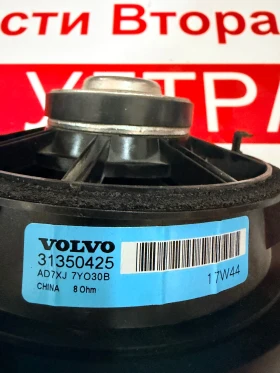 сти Втора
УТРА
VOLVO
31350425
AD7XJ 7YO30B
CHINA 8 Ohm
17W44